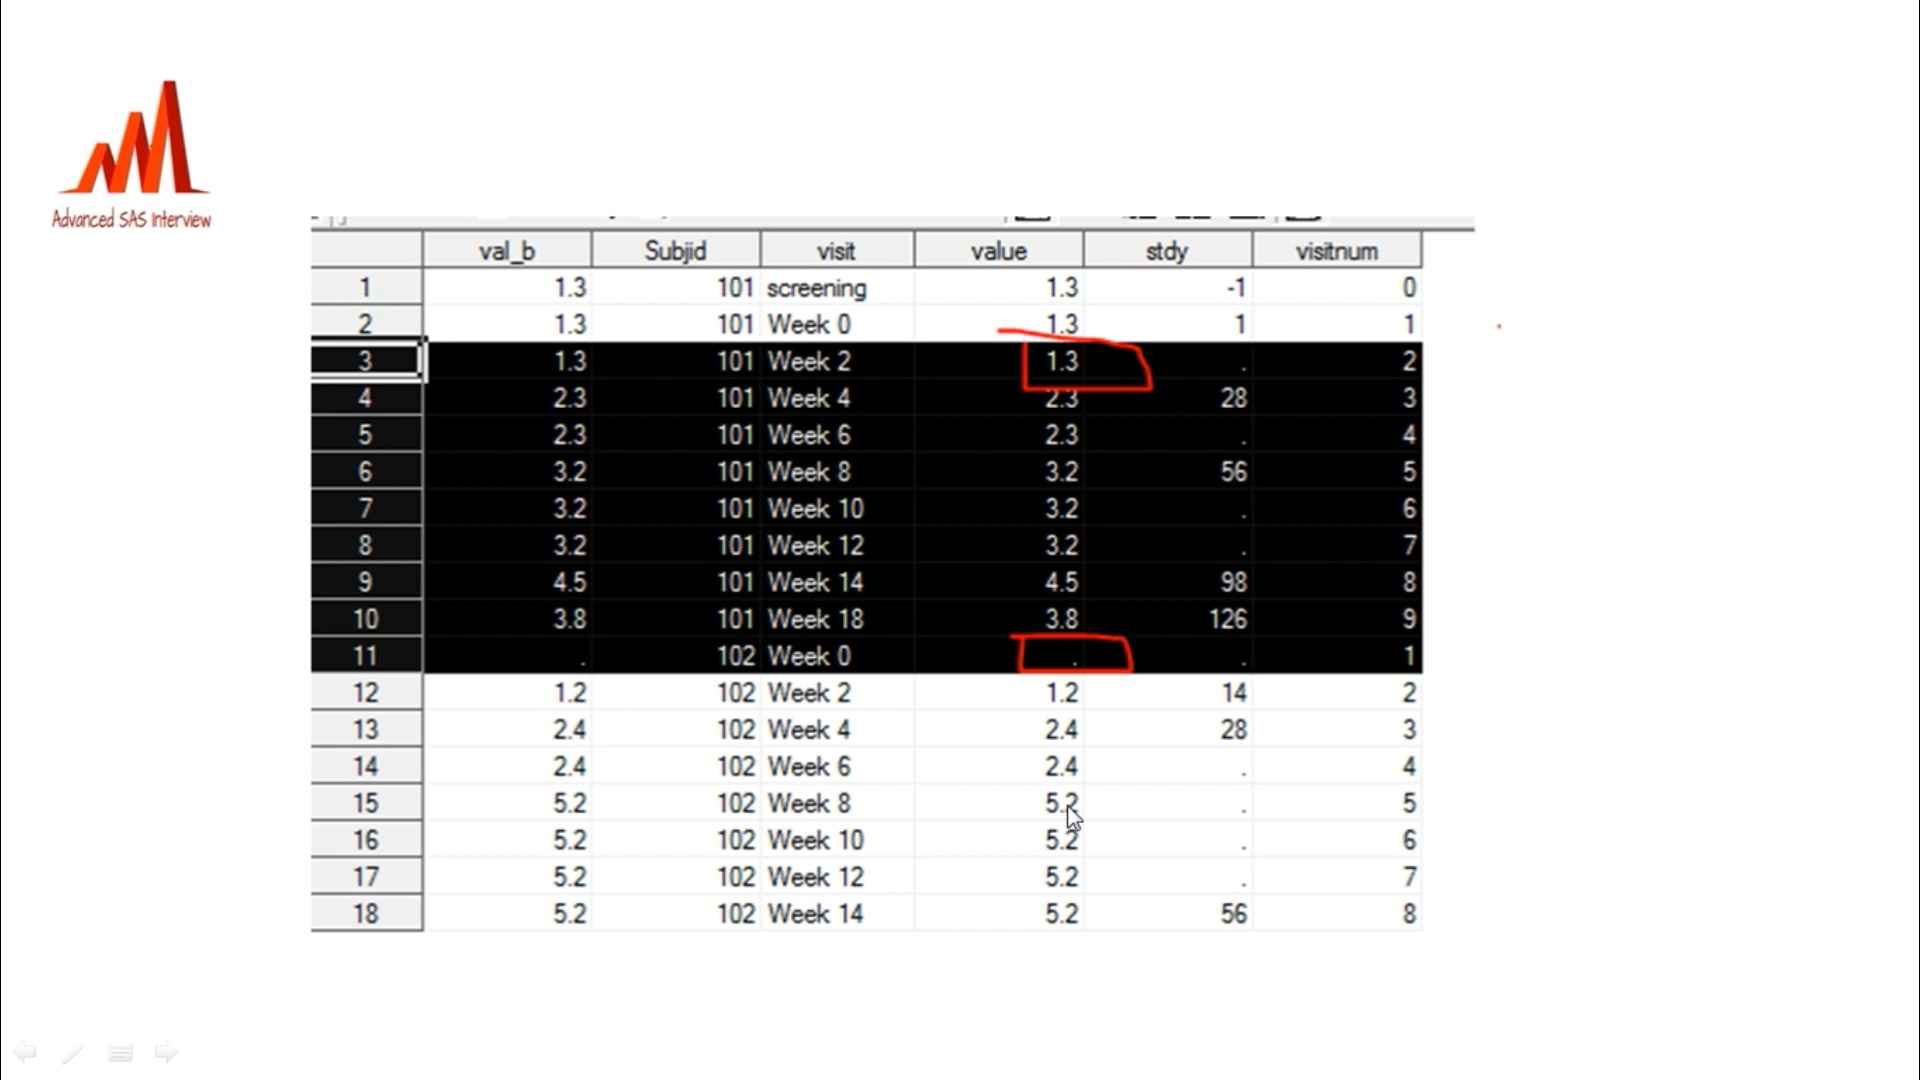 Advanced SAS Interview
val_b Subjid visit value stdy visitnum
1 1.3 101 screening 1.3 -1 0
2 1.3 101 Week 0 1.3 1 1
3 1.3 101 Week 2 1.3 . 2
4 2.3 101 Week 4 2.3 28 3
5 2.3 101 Week 6 2.3 . 4
6 3.2 101 Week 8 3.2 56 5
7 3.2 101 Week 10 3.2 . 6
8 3.2 101 Week 12 3.2 . 7
9 4.5 101 Week 14 4.5 98 8
10 3.8 101 Week 18 3.8 126 9
11 . 102 Week 0 . . 1
12 1.2 102 Week 2 1.2 14 2
13 2.4 102 Week 4 2.4 28 3
14 2.4 102 Week 6 2.4 . 4
15 5.2 102 Week 8 5.2 . 5
16 5.2 102 Week 10 5.2 . 6
17 5.2 102 Week 12 5.2 . 7
18 5.2 102 Week 14 5.2 56 8